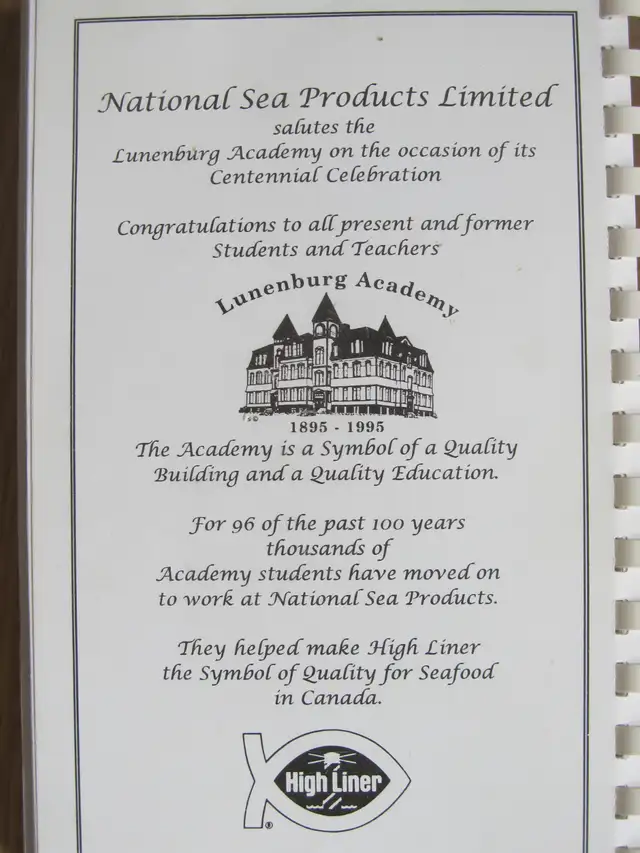 National Sea Products Limited
salutes the
Lunenburg Academy on the occasion of its
Centennial Celebration
Congratulations to all present and former
Students and Teachers
Lunenburg Academy
1895 - 1995
The Academy is a Symbol of a Quality
Building and a Quality Education.
For 96 of the past 100 years
thousands of
Academy students have moved on
to work at National Sea Products.
They helped make High Liner
the Symbol of Quality for Seafood
in Canada.
High Liner
®